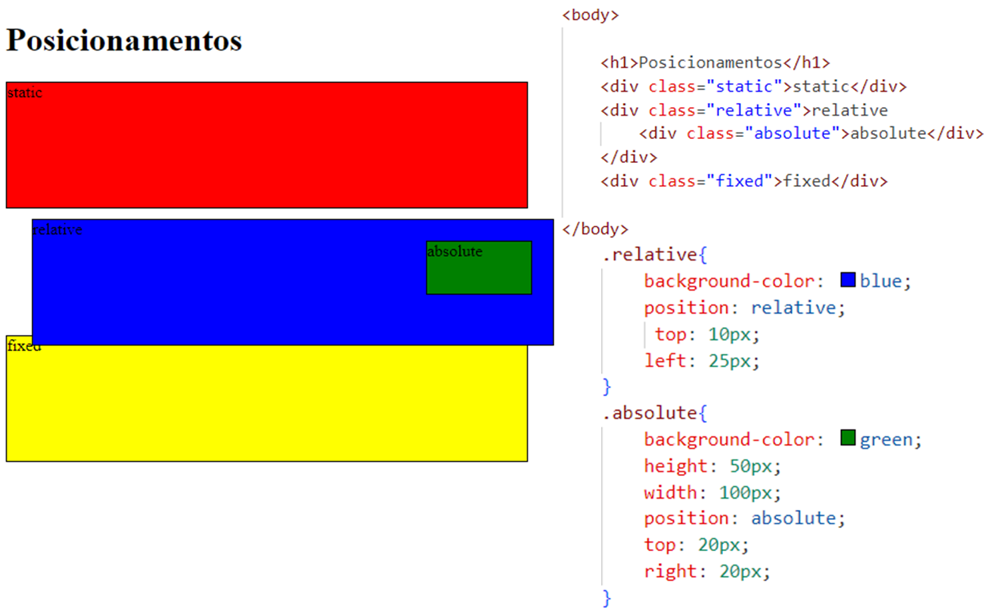 Posicionamentos
static
relative
absolute
fixed
<body>
<h1>Posicionamentos</h1>
<div class="static">static</div>
<div class="relative">relative
<div class="absolute">absolute</div>
</div>
<div class="fixed">fixed</div>
</body>
.relative{
background-color: blue;
position: relative;
top: 10px;
left: 25px;
}
.absolute{
background-color: green;
height: 50px;
width: 100px;
position: absolute;
top: 20px;
right: 20px;
}